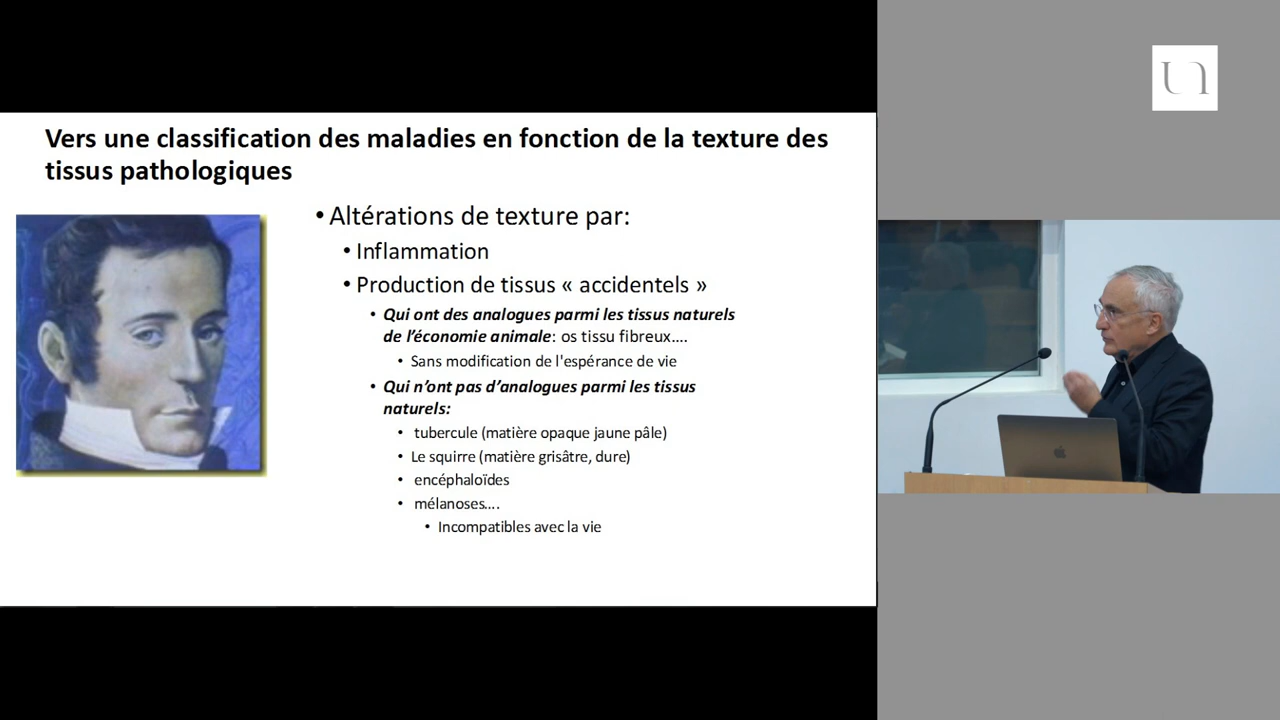 Vers une classification des maladies en fonction de la texture des
tissus pathologiques
• Altérations de texture par:
• Inflammation
• Production de tissus « accidentels »
• Qui ont des analogues parmi les tissus naturels
de l'économie animale: os tissu fibreux....
• Sans modification de l'espérance de vie
• Qui n'ont pas d'analogues parmi les tissus
naturels:
• tubercule (matière opaque jaune pâle)
• Le squirre (matière grisâtre, dure)
• encéphaloïdes
• mélanoses....
• Incompatibles avec la vie